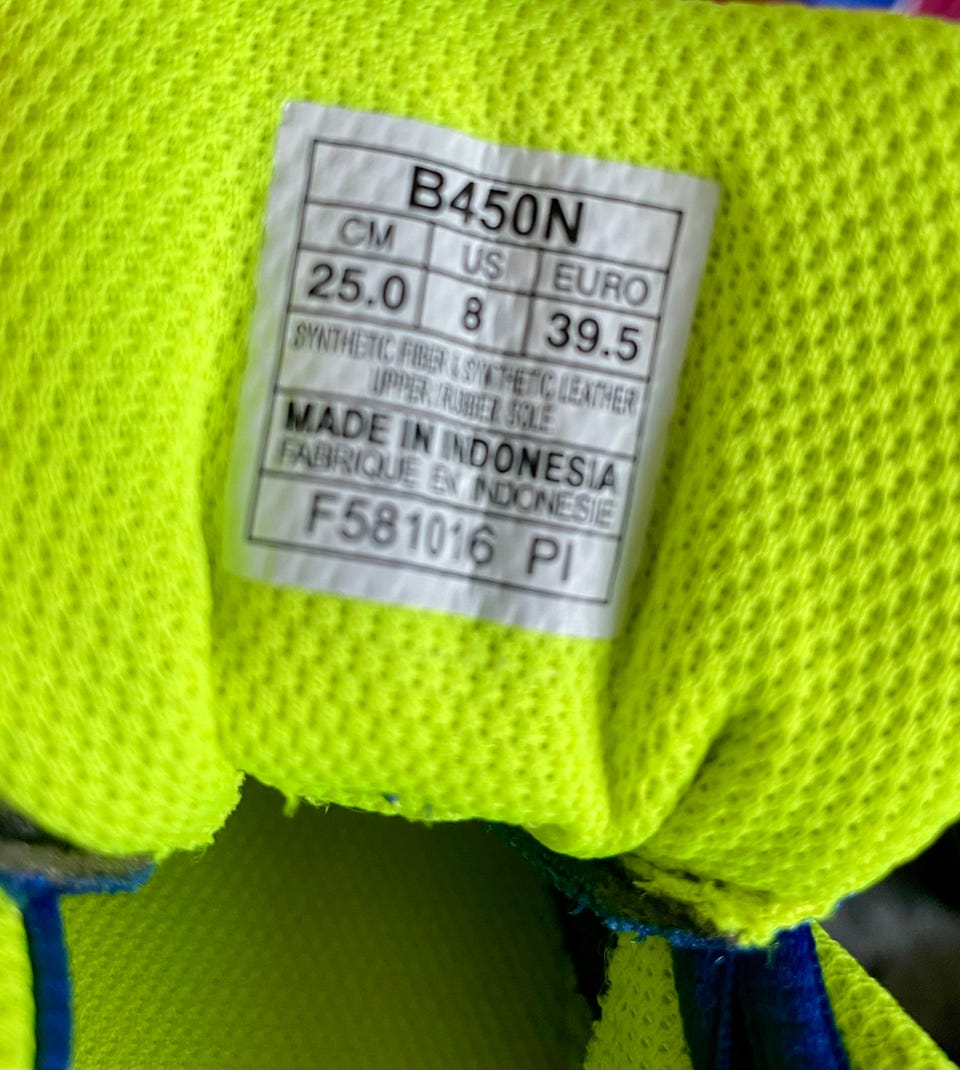 B450N
CM US EURO
25.0 8 39.5
SYNTHETIC FIBER & SYNTHETIC LEATHER
UPPER / RUBBER SOLE
MADE IN INDONESIA
FABRIQUE EN INDONESIE
F581016 PI